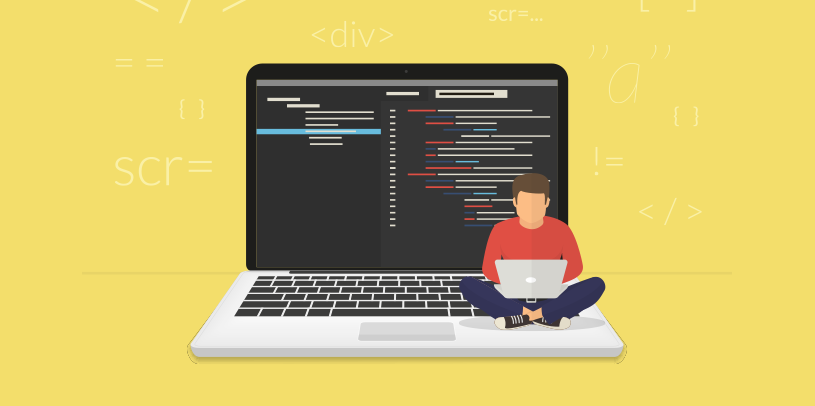 </>
scr=...
[ ]
<div>
= =
,, a ,,
{ }
{ }
scr=
!=
</>